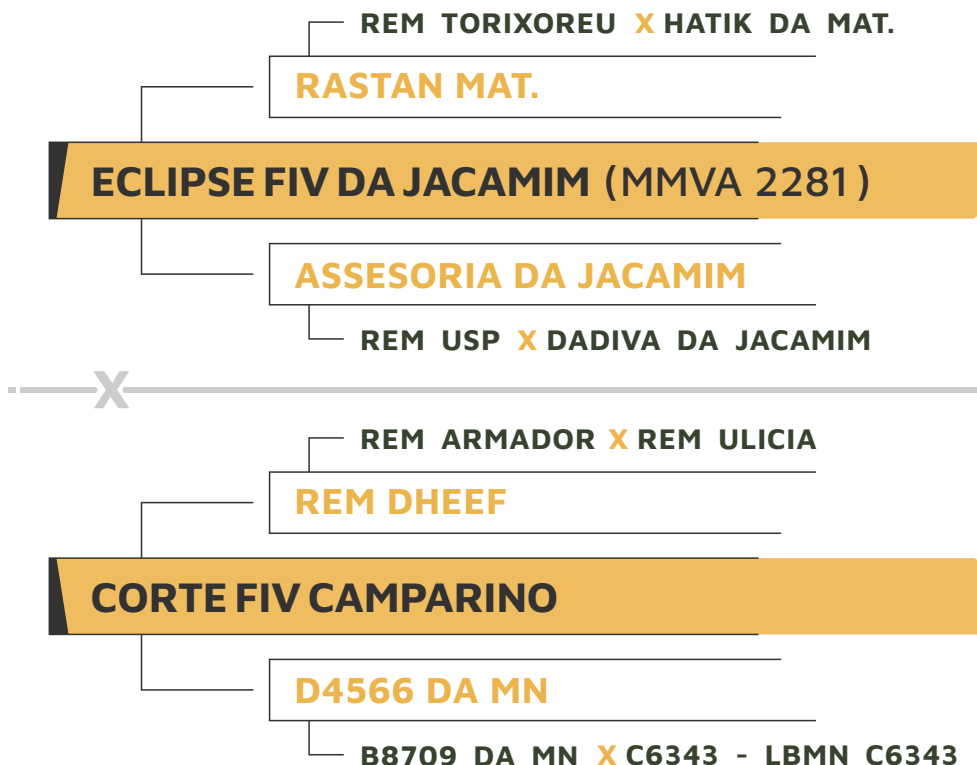 REM TORIXOREU X HATIK DA MAT.
RASTAN MAT.
ECLIPSE FIV DA JACAMIM (MMVA 2281)
ASSESORIA DA JACAMIM
REM USP X DADIVA DA JACAMIM
X
REM ARMADOR X REM ULICIA
REM DHEEF
CORTE FIV CAMPARINO
D4566 DA MN
B8709 DA MN X C6343 - LBMN C6343